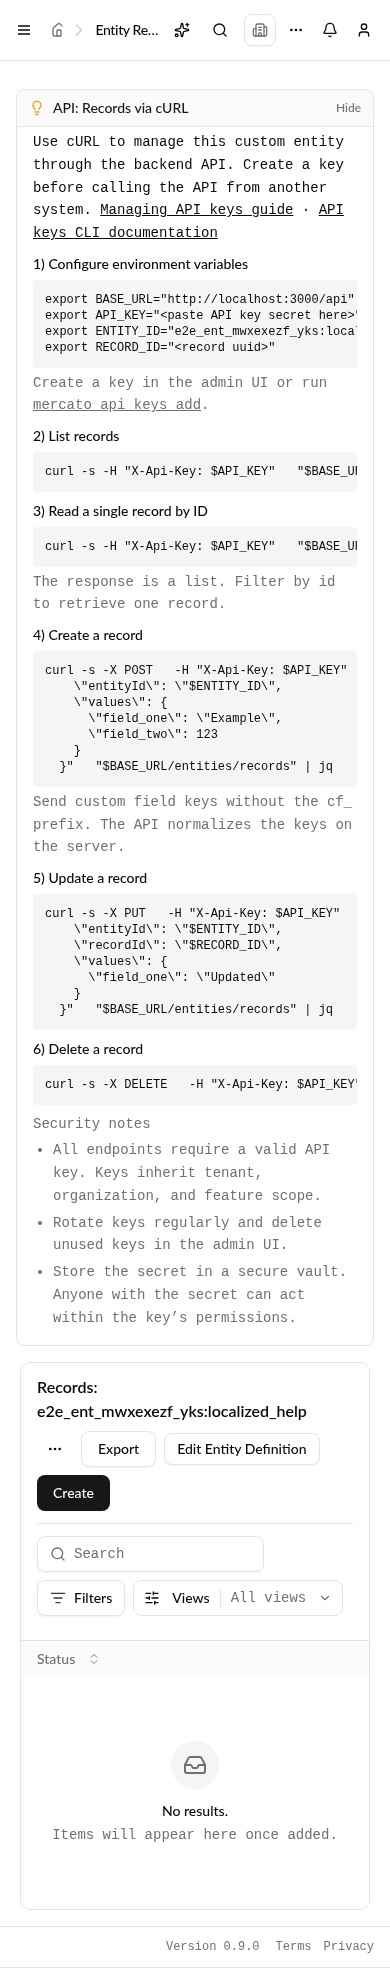 Entity Re...
API: Records via cURL
Hide
Use cURL to manage this custom entity
through the backend API. Create a key
before calling the API from another
system. Managing API keys guide · API
keys CLI documentation
1) Configure environment variables
export BASE_URL="http://localhost:3000/api"
export API_KEY="<paste API key secret here>"
export ENTITY_ID="e2e_ent_mwxexezf_yks:local
export RECORD_ID="<record uuid>"
Create a key in the admin UI or run
mercato api keys add.
2) List records
curl -s -H "X-Api-Key: $API_KEY"   "$BASE_UR
3) Read a single record by ID
curl -s -H "X-Api-Key: $API_KEY"   "$BASE_UR
The response is a list. Filter by id
to retrieve one record.
4) Create a record
curl -s -X POST   -H "X-Api-Key: $API_KEY"
    \"entityId\": \"$ENTITY_ID\",
    \"values\": {
      \"field_one\": \"Example\",
      \"field_two\": 123
    }
  }"   "$BASE_URL/entities/records" | jq
Send custom field keys without the cf_
prefix. The API normalizes the keys on
the server.
5) Update a record
curl -s -X PUT   -H "X-Api-Key: $API_KEY"
    \"entityId\": \"$ENTITY_ID\",
    \"recordId\": \"$RECORD_ID\",
    \"values\": {
      \"field_one\": \"Updated\"
    }
  }"   "$BASE_URL/entities/records" | jq
6) Delete a record
curl -s -X DELETE   -H "X-Api-Key: $API_KEY"
Security notes
• All endpoints require a valid API
key. Keys inherit tenant,
organization, and feature scope.
• Rotate keys regularly and delete
unused keys in the admin UI.
• Store the secret in a secure vault.
Anyone with the secret can act
within the key’s permissions.
Records:
e2e_ent_mwxexezf_yks:localized_help
Export
Edit Entity Definition
Create
Search
Filters
Views
All views
Status
No results.
Items will appear here once added.
Version 0.9.0
Terms
Privacy